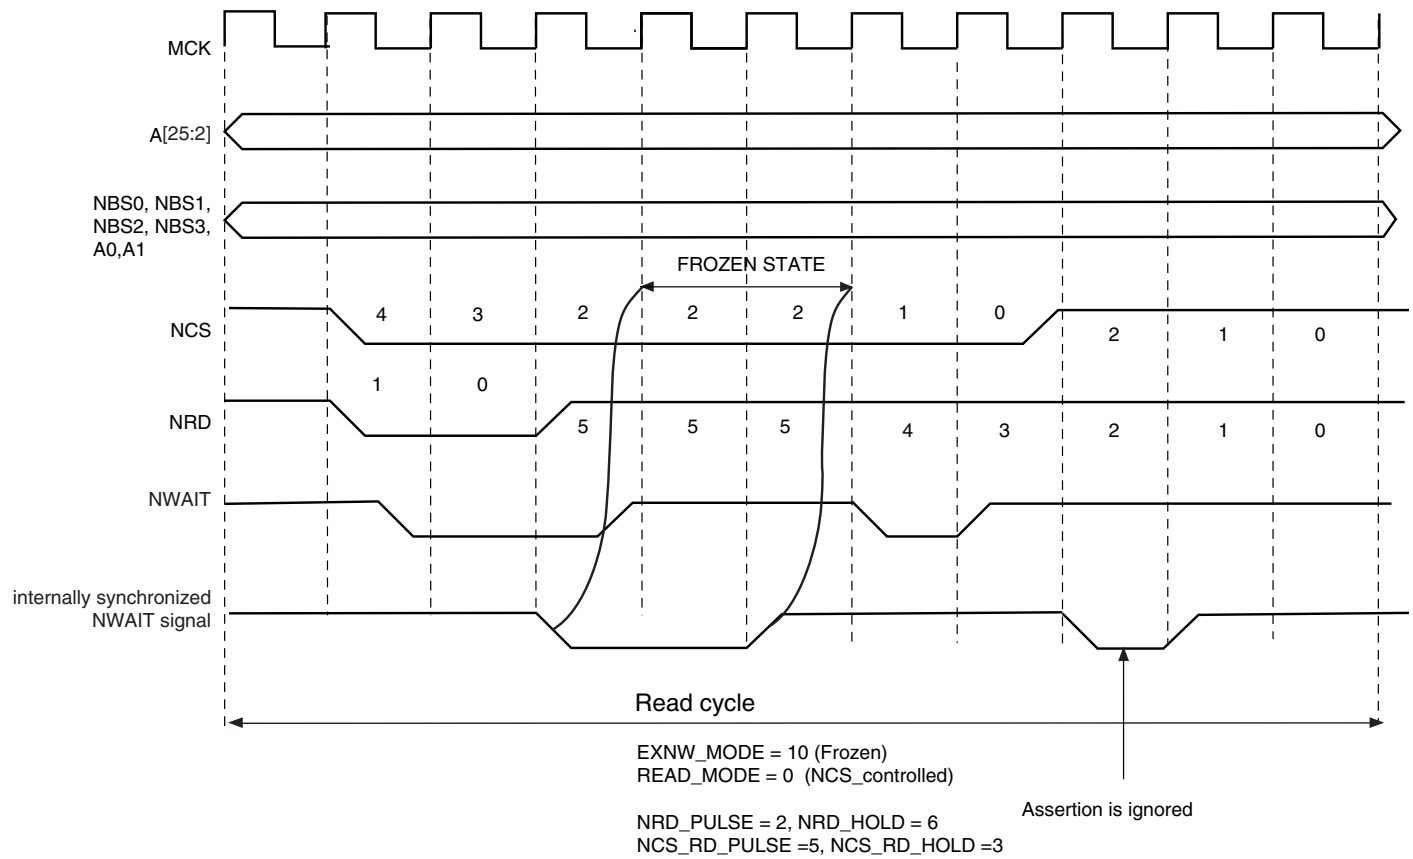 MCK
A[25:2]
NBS0, NBS1,
NBS2, NBS3,
A0,A1
FROZEN STATE
4 3 2 2 2 1 0
NCS
2 1 0
1 0
NRD
5 5 5 4 3 2 1 0
NWAIT
internally synchronized
NWAIT signal
Read cycle
EXNW_MODE = 10 (Frozen)
READ_MODE = 0 (NCS_controlled)
Assertion is ignored
NRD_PULSE = 2, NRD_HOLD = 6
NCS_RD_PULSE =5, NCS_RD_HOLD =3